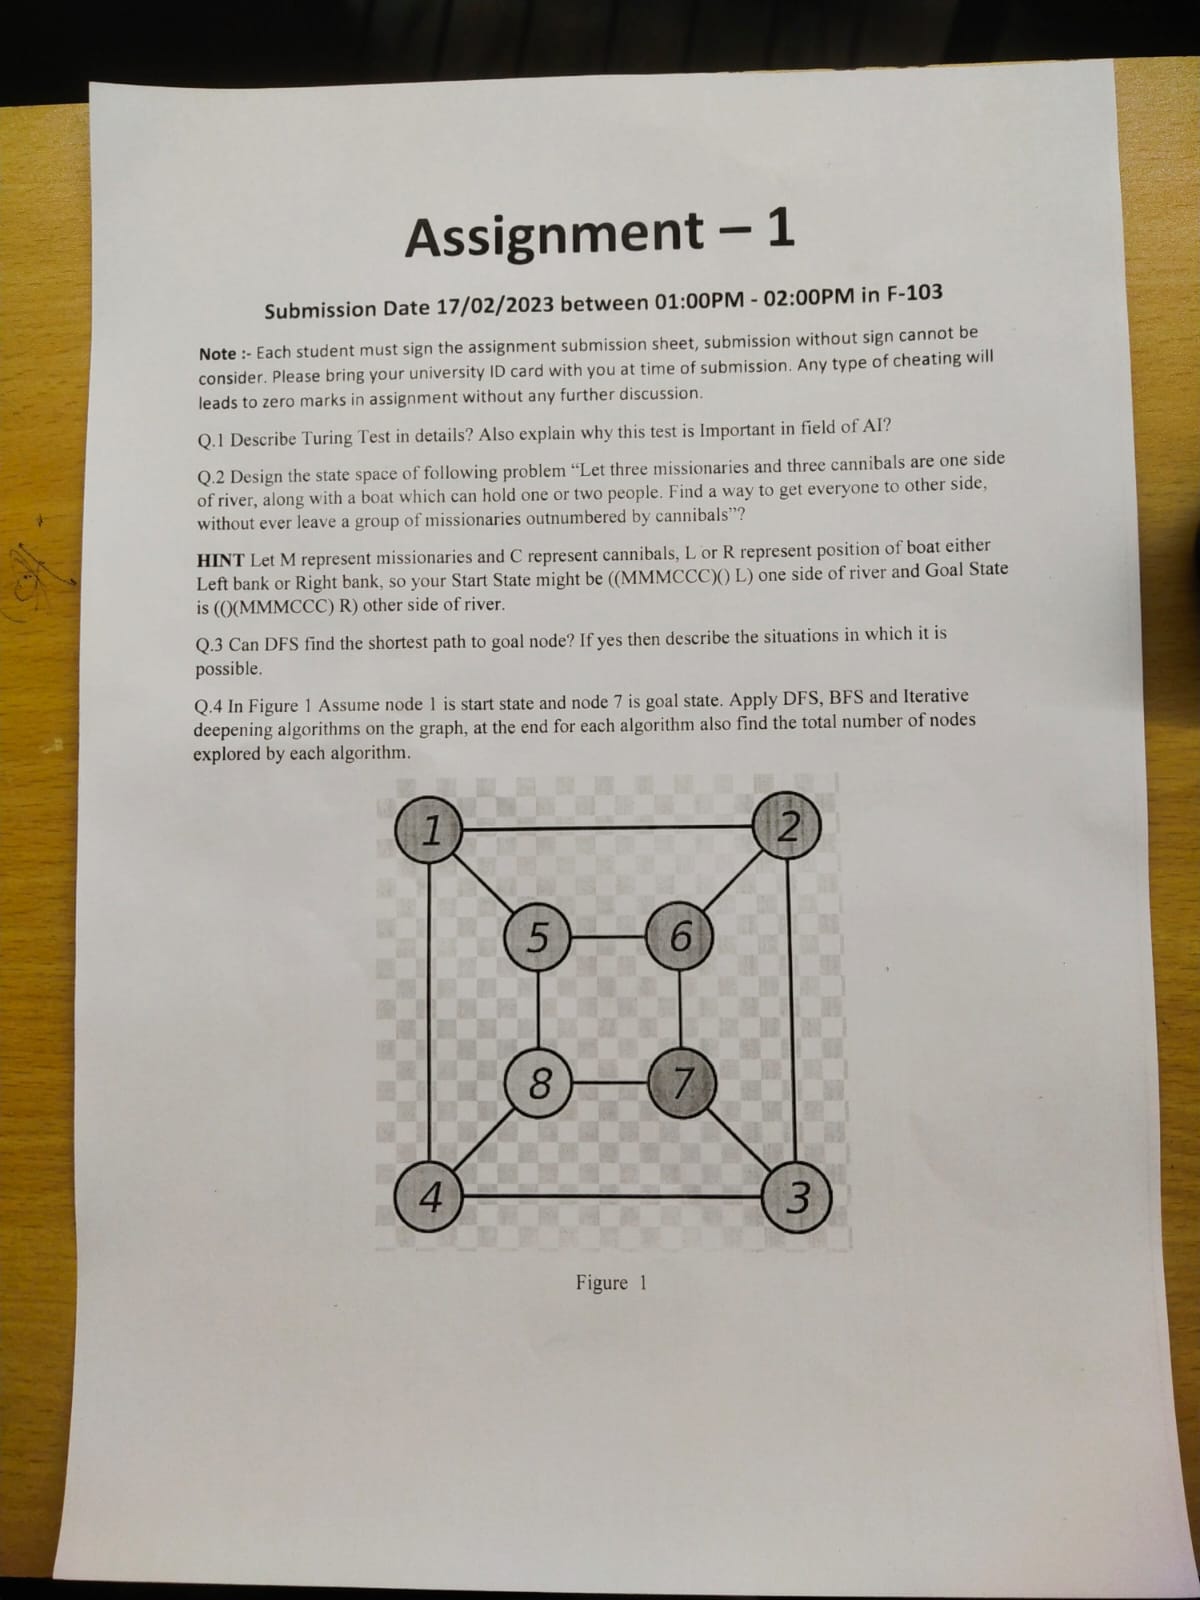 Assignment – 1
Submission Date 17/02/2023 between 01:00PM - 02:00PM in F-103
Note :- Each student must sign the assignment submission sheet, submission without sign cannot be
consider. Please bring your university ID card with you at time of submission. Any type of cheating will
leads to zero marks in assignment without any further discussion.
Q.1 Describe Turing Test in details? Also explain why this test is Important in field of AI?
Q.2 Design the state space of following problem “Let three missionaries and three cannibals are one side
of river, along with a boat which can hold one or two people. Find a way to get everyone to other side,
without ever leave a group of missionaries outnumbered by cannibals”?
HINT Let M represent missionaries and C represent cannibals, L or R represent position of boat either
Left bank or Right bank, so your Start State might be ((MMMCCC)() L) one side of river and Goal State
is (()(MMMCCC) R) other side of river.
Q.3 Can DFS find the shortest path to goal node? If yes then describe the situations in which it is
possible.
Q.4 In Figure 1 Assume node 1 is start state and node 7 is goal state. Apply DFS, BFS and Iterative
deepening algorithms on the graph, at the end for each algorithm also find the total number of nodes
explored by each algorithm.
1 2
5 6
8 7
4 3
Figure 1